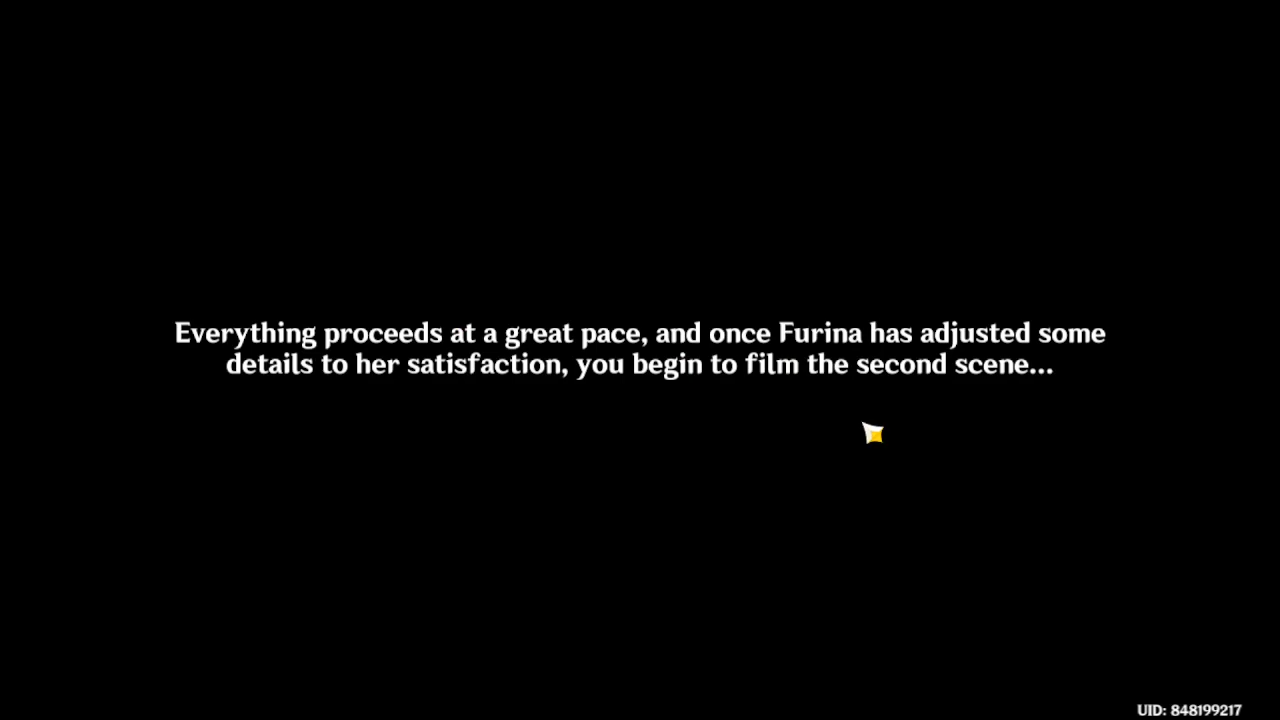 Everything proceeds at a great pace, and once Furina has adjusted some
details to her satisfaction, you begin to film the second scene...
UID: 848199217